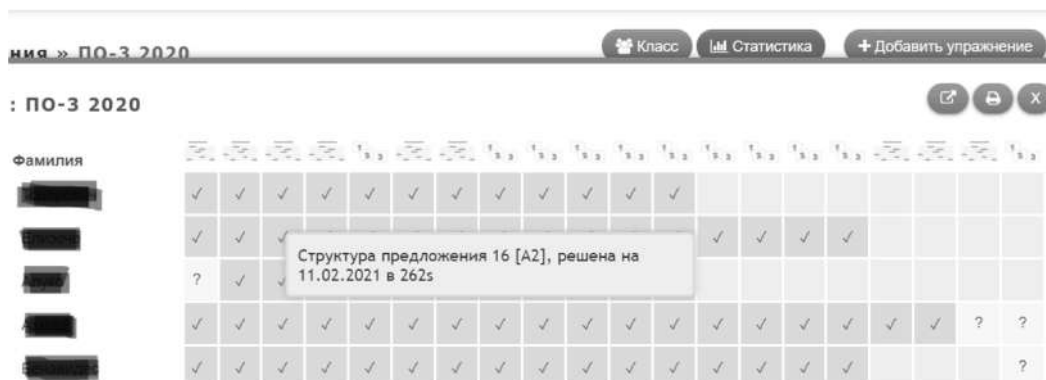 ния » ПО-3 2020
Класс
Статистика
+ Добавить упражнение
: ПО-3 2020
X
Фамилия
Структура предложения 16 [A2], решена на
11.02.2021 в 262s
?
? ?
?